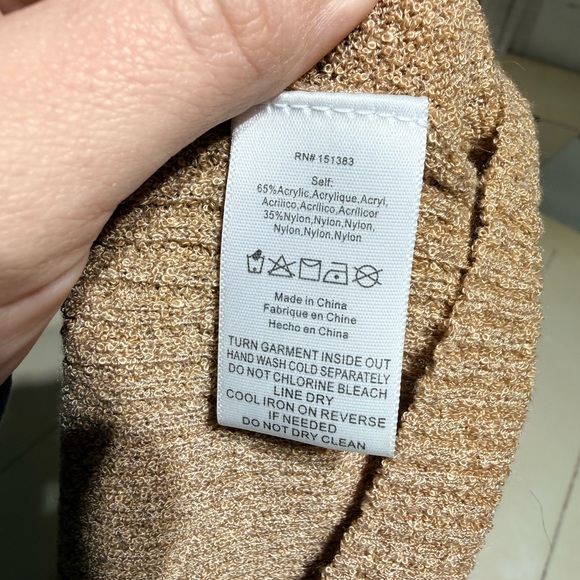 RN# 151383
Self:
65%Acrylic,Acrylique,Acryl,
Acrilico,Acrílico,Acrílicor
35%Nylon,Nylon,Nylon,
Nylon,Nylon,Nylon
Made in China
Fabrique en Chine
Hecho en China
TURN GARMENT INSIDE OUT
HAND WASH COLD SEPARATELY
DO NOT CHLORINE BLEACH
LINE DRY
COOL IRON ON REVERSE
IF NEEDED
DO NOT DRY CLEAN